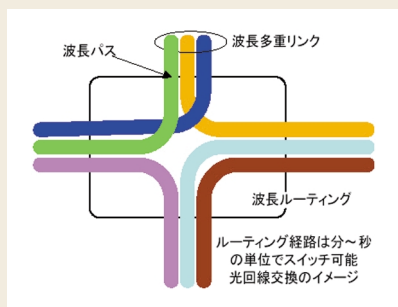 波長パス
波長多重リンク
波長ルーティング
ルーティング経路は分~秒
の単位でスイッチ可能
光回線交換のイメージ